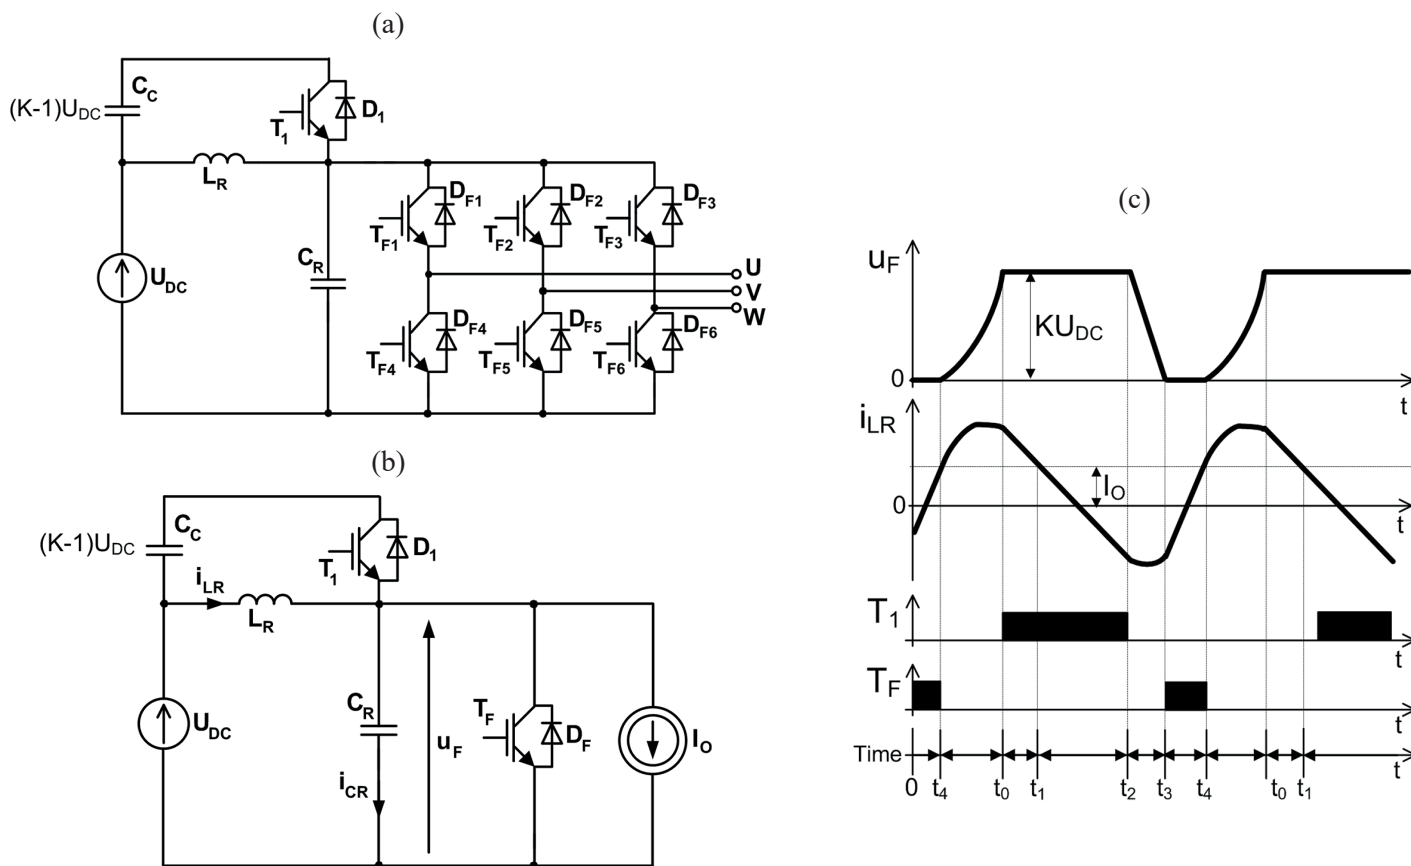 (a)
C_C
(K-1)U_DC
D_1
T_1
L_R
D_F1
D_F2
D_F3
T_F1
T_F2
T_F3
C_R
U_DC
U
V
W
D_F4
D_F5
D_F6
T_F4
T_F5
T_F6
(b)
C_C
(K-1)U_DC
D_1
T_1
i_LR
L_R
C_R
U_DC
u_F
T_F
D_F
I_O
i_CR
(c)
u_F
KU_DC
0
t
i_LR
I_O
0
t
T_1
t
T_F
t
Time
t
0 t_4 t_0 t_1 t_2 t_3 t_4 t_0 t_1